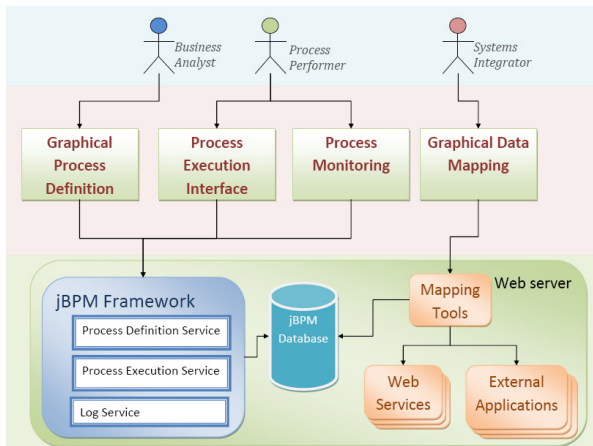 Business
Analyst
Process
Performer
Systems
Integrator
Graphical
Process
Definition
Process
Execution
Interface
Process
Monitoring
Graphical Data
Mapping
jBPM Framework
Process Definition Service
Process Execution Service
Log Service
jBPM
Database
Mapping
Tools
Web server
Web
Services
External
Applications